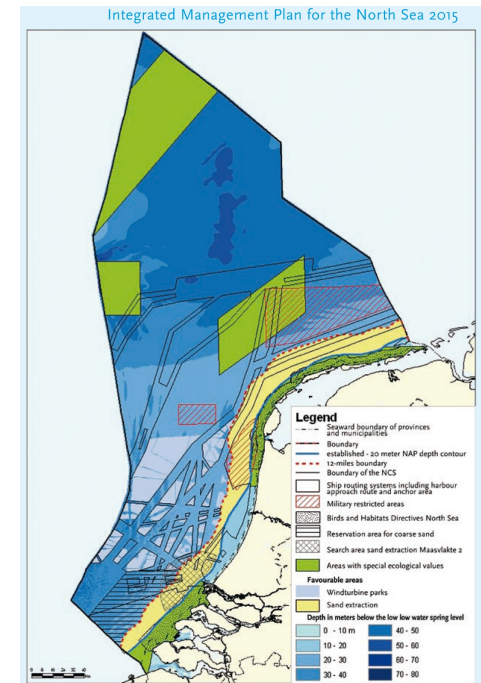 Integrated Management Plan for the North Sea 2015
Legend
Seaward boundary of provinces
and municipalities
Boundary
established - 20 meter NAP depth contour
12-miles boundary
Boundary of the NCS
Ship routing systems including harbour
approach route and anchor area
Military restricted areas
Birds and Habitats Directives North Sea
Reservation area for coarse sand
Search area sand extraction Maasvlakte 2
Areas with special ecological values
Favourable areas
Windturbine parks
Sand extraction
Depth in meters below the low low water spring level
0 - 10 m
10 - 20
20 - 30
30 - 40
40 - 50
50 - 60
60 - 70
70 - 80